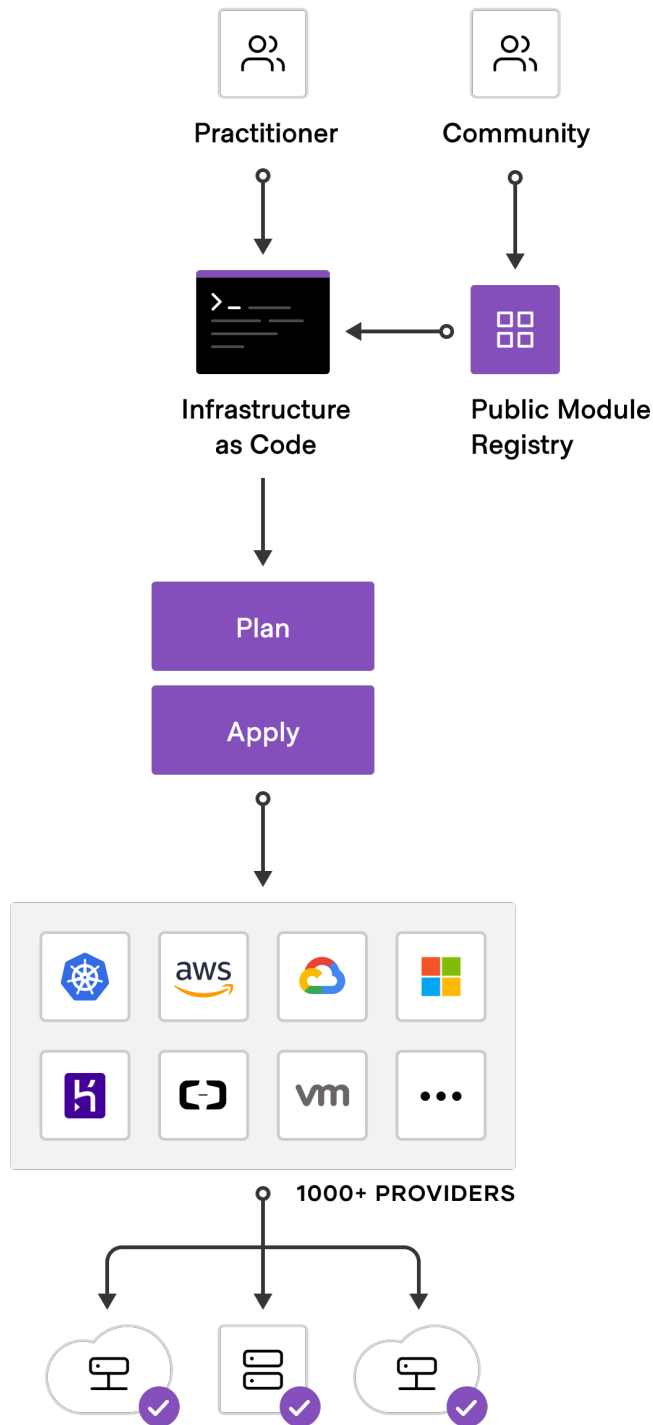 Practitioner
Community
Infrastructure
as Code
Public Module
Registry
Plan
Apply
aws
vm
1000+ PROVIDERS